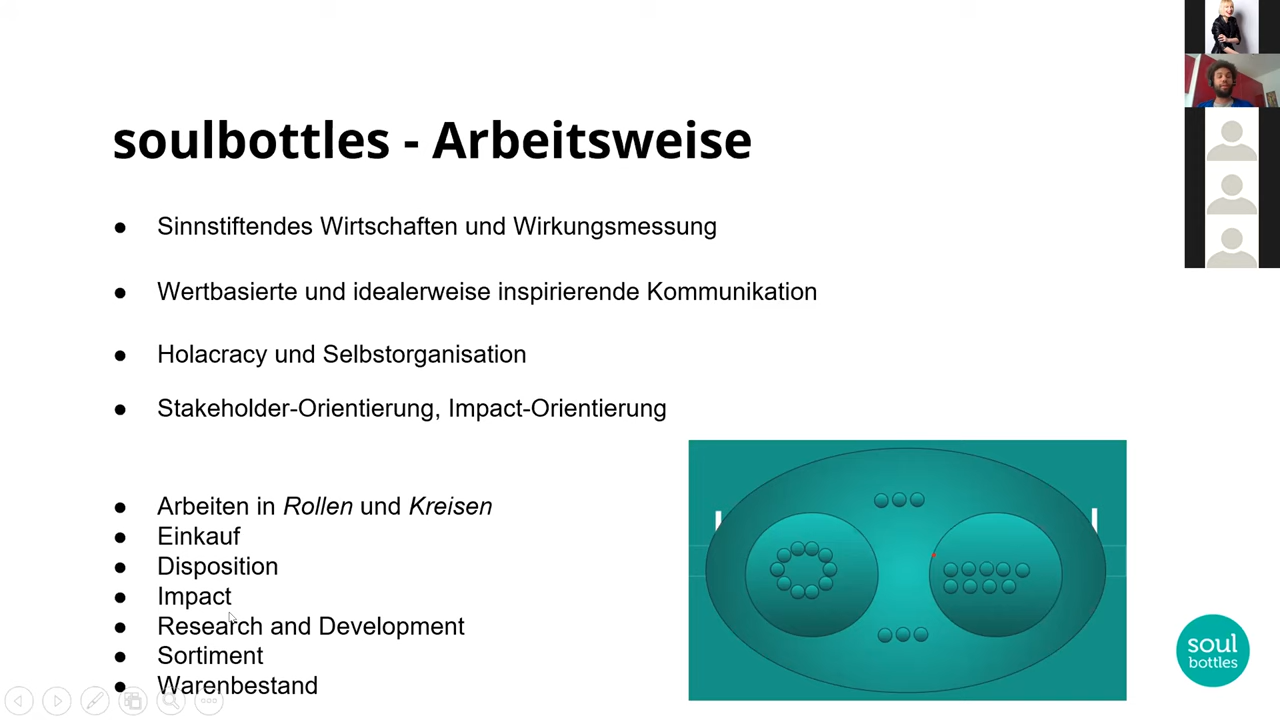 soulbottles - Arbeitsweise
● Sinnstiftendes Wirtschaften und Wirkungsmessung
● Wertbasierte und idealerweise inspirierende Kommunikation
● Holacracy und Selbstorganisation
● Stakeholder-Orientierung, Impact-Orientierung
● Arbeiten in Rollen und Kreisen
● Einkauf
● Disposition
● Impact
● Research and Development
● Sortiment
● Warenbestand
soul
bottles